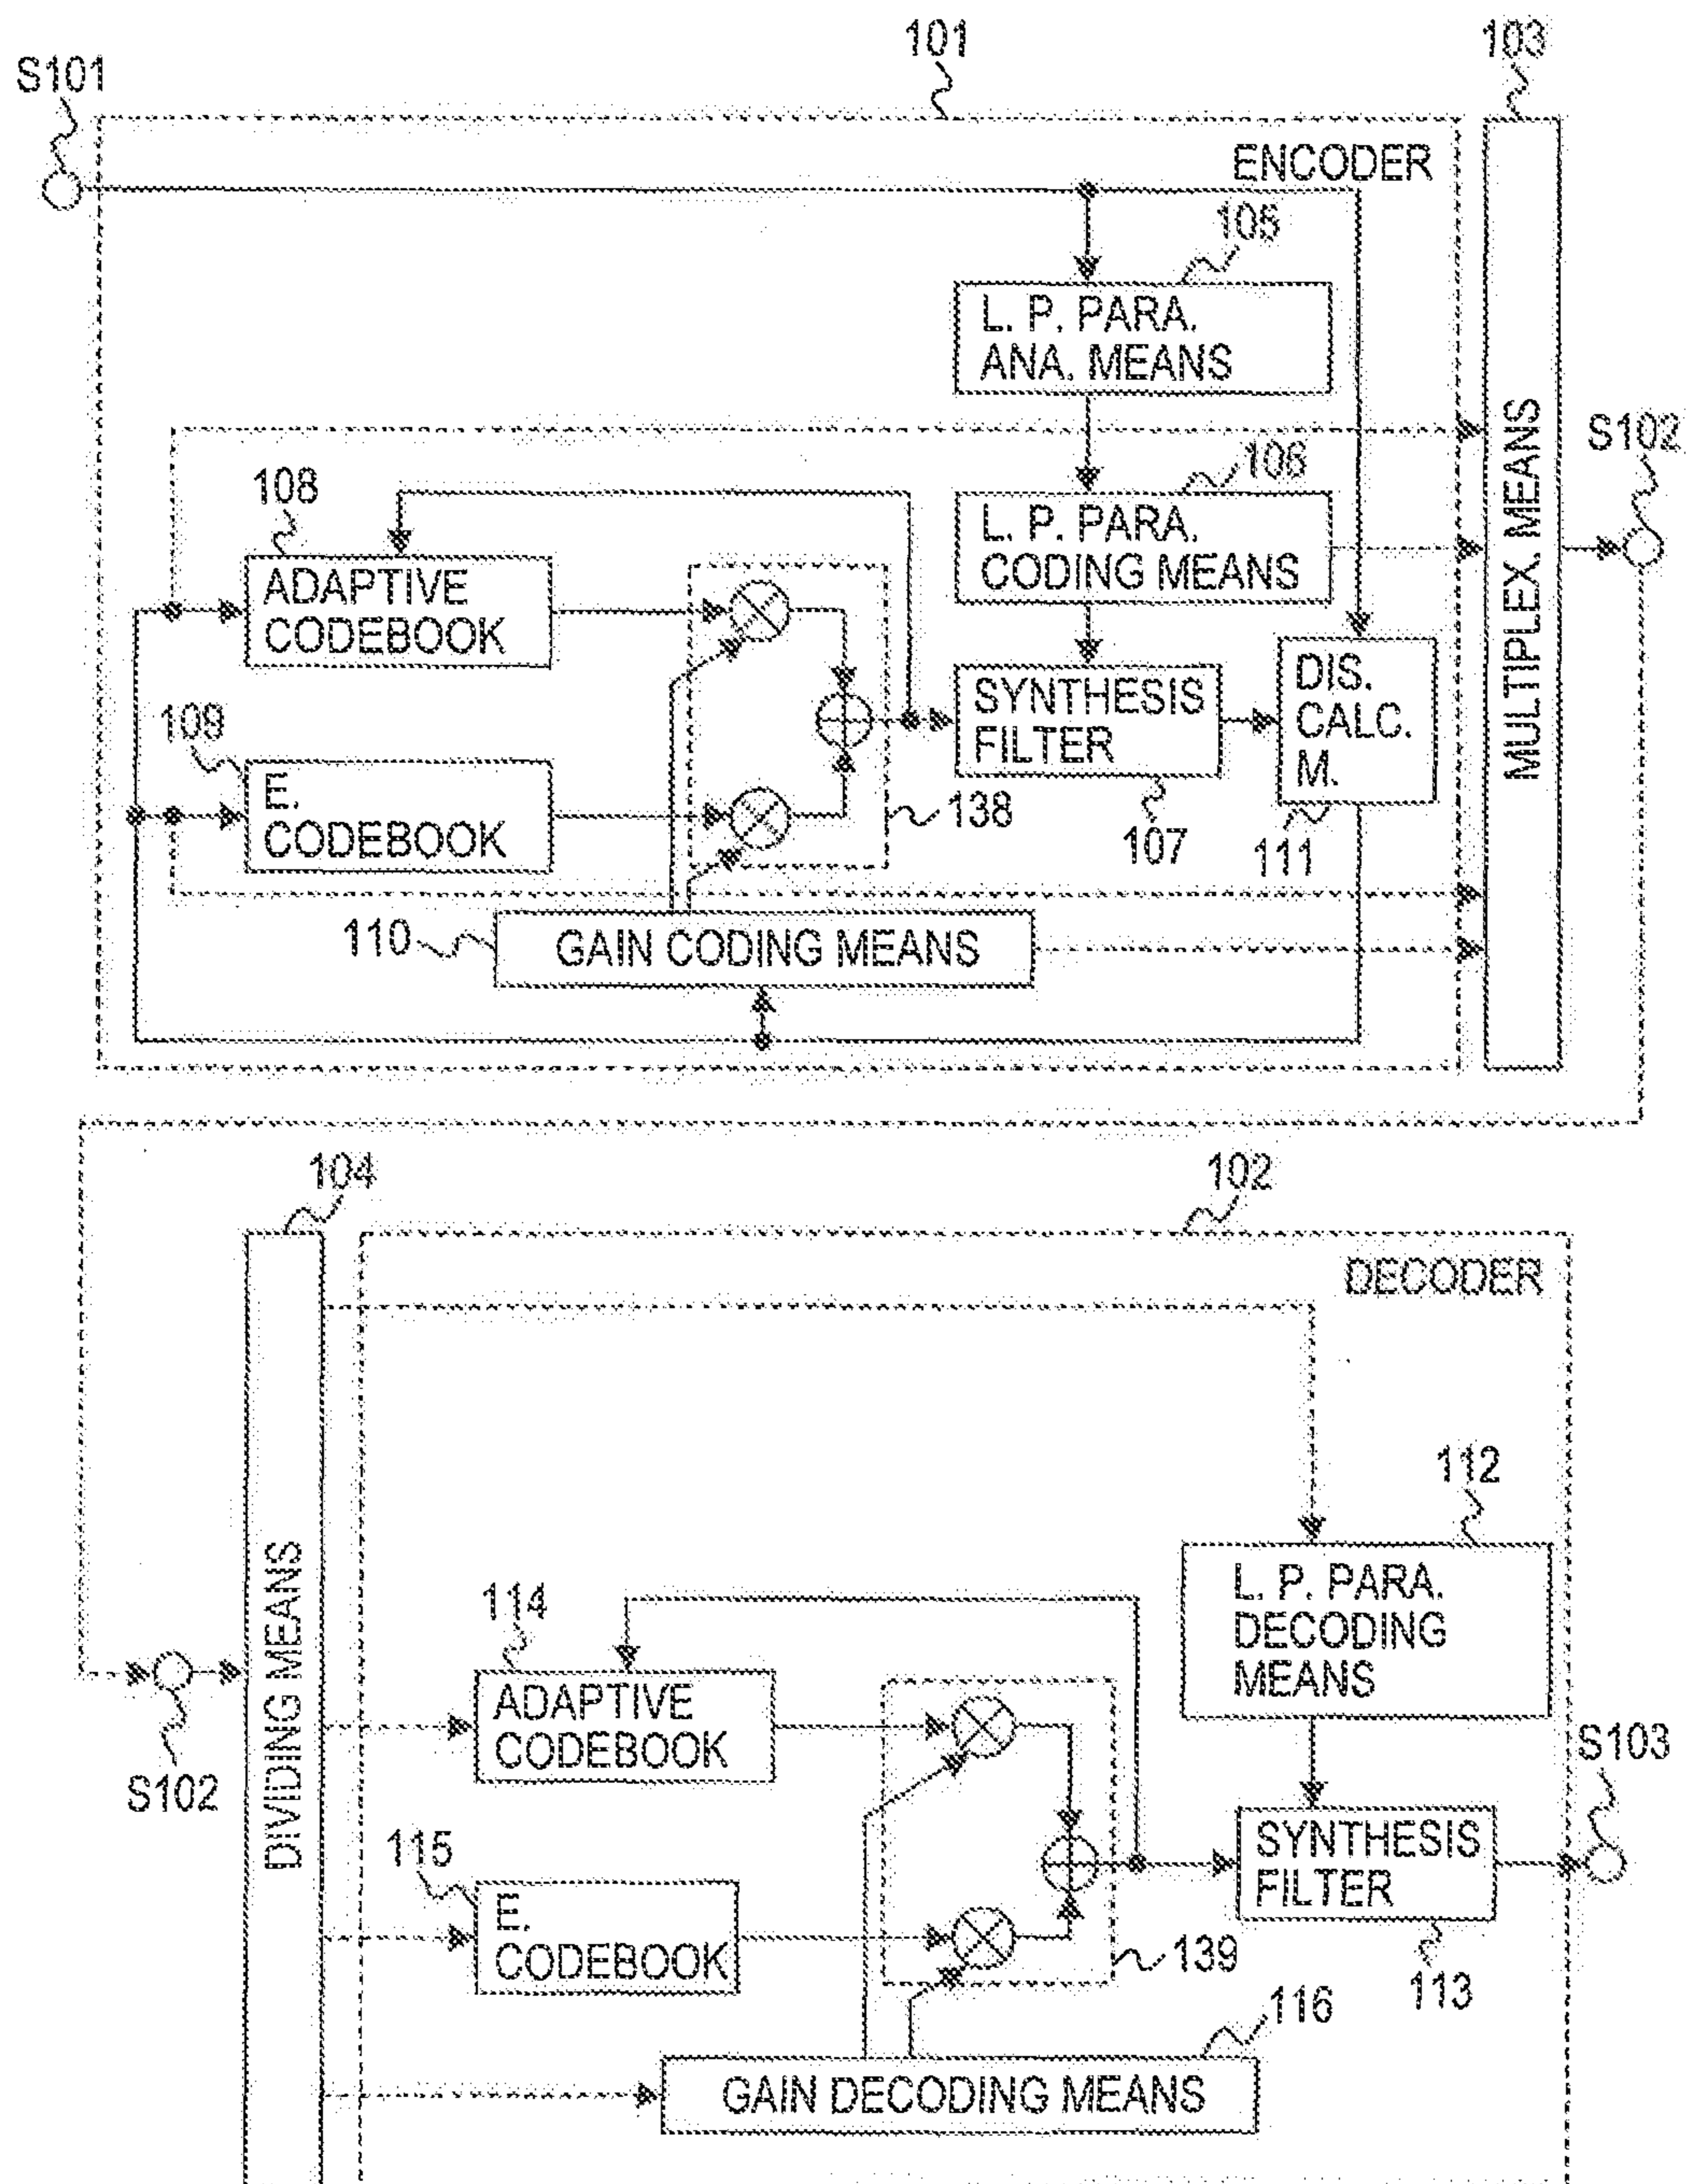 101
103
S101
ENCODER
105
L. P. PARA.
ANA. MEANS
S102
108
106
L. P. PARA.
CODING MEANS
ADAPTIVE
CODEBOOK
MULTIPLEX. MEANS
SYNTHESIS
FILTER
DIS.
CALC.
M.
109
E.
CODEBOOK
138
107
111
110
GAIN CODING MEANS
104
102
DECODER
112
L. P. PARA.
DECODING
MEANS
114
ADAPTIVE
CODEBOOK
DIVIDING MEANS
S102
S103
SYNTHESIS
FILTER
115
E.
CODEBOOK
139
113
116
GAIN DECODING MEANS